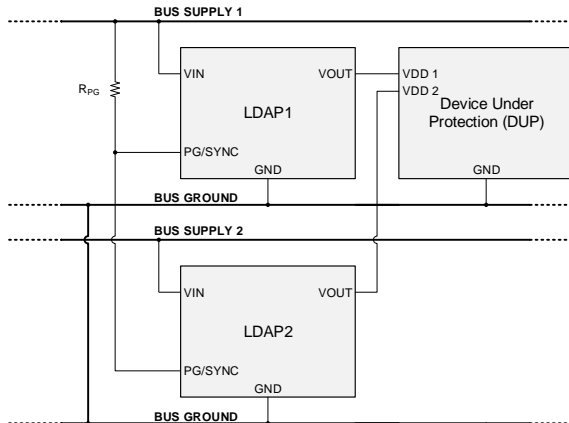 BUS SUPPLY 1
VIN
VOUT
VDD 1
VDD 2
R_PG
LDAP1
Device Under
Protection (DUP)
PG/SYNC
GND
GND
BUS GROUND
BUS SUPPLY 2
VIN
VOUT
LDAP2
PG/SYNC
GND
BUS GROUND